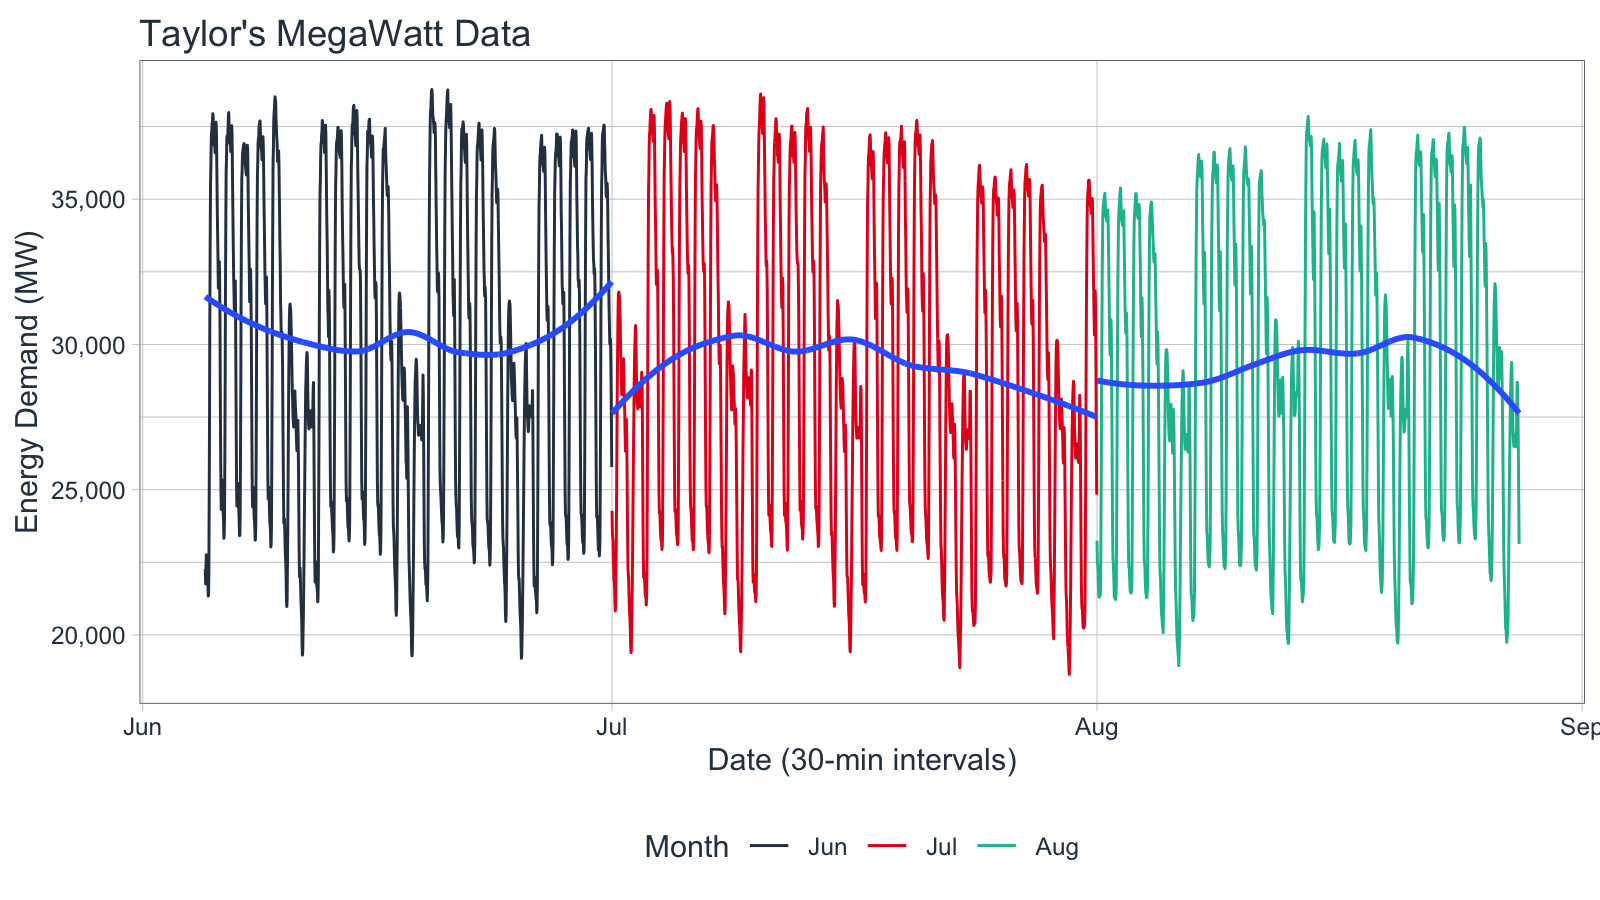 Taylor's MegaWatt Data
Energy Demand (MW)
35,000
30,000
25,000
20,000
Jun Jul Aug Sep
Date (30-min intervals)
Month Jun Jul Aug